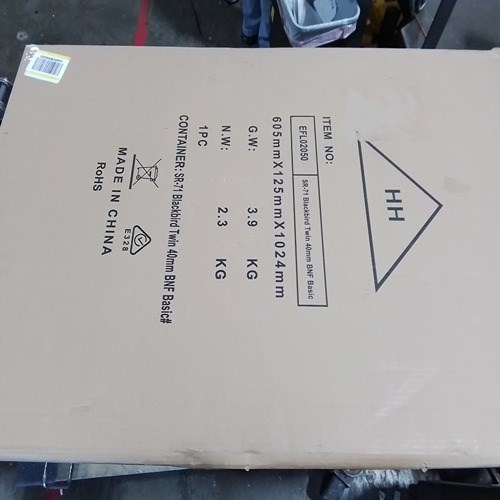 HH
ITEM NO:
EFL02050 SR-71 Blackbird Twin 40mm BNF Basic
605mmX125mmX1024mm
G.W: 3.9 KG
N.W: 2.3 KG
1PC
CONTAINER: SR-71 Blackbird Twin 40mm BNF Basic#
E328
MADE IN CHINA
RoHS